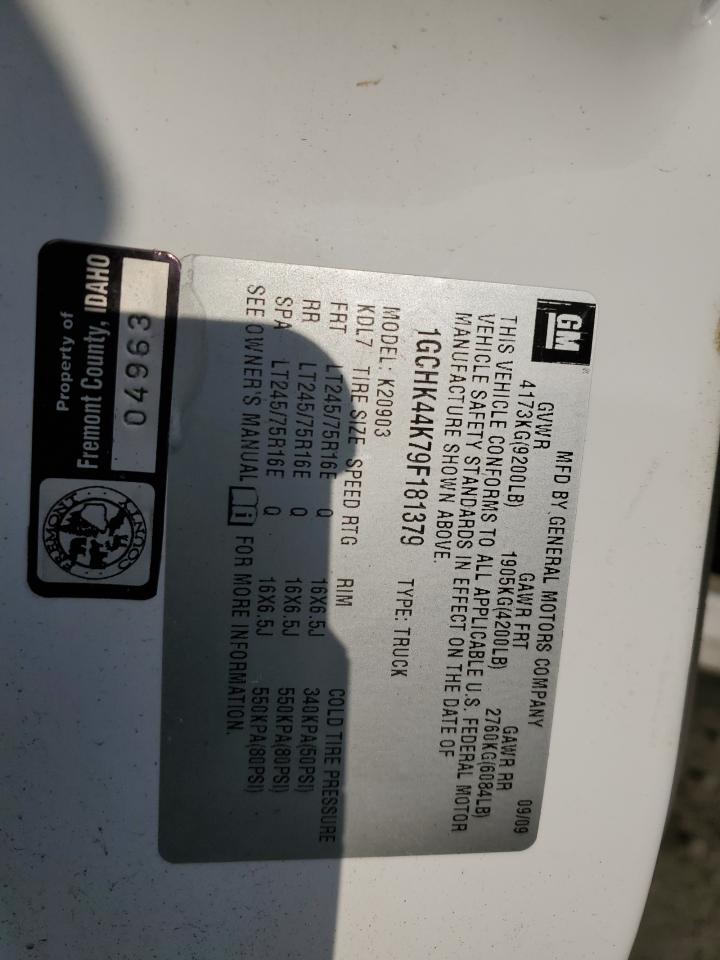 GM
®
MFD BY GENERAL MOTORS COMPANY 09/09
GVWR GAWR FRT GAWR RR
4173KG(9200LB) 1905KG(4200LB) 2760KG(6084LB)
THIS VEHICLE CONFORMS TO ALL APPLICABLE U.S. FEDERAL MOTOR
VEHICLE SAFETY STANDARDS IN EFFECT ON THE DATE OF
MANUFACTURE SHOWN ABOVE.
1GCHK44K79F181379 TYPE: TRUCK
MODEL: K20903
KDL7 TIRE SIZE SPEED RTG RIM COLD TIRE PRESSURE
FRT LT245/75R16E Q 16X6.5J 340KPA(50PSI)
RR LT245/75R16E Q 16X6.5J 550KPA(80PSI)
SPA LT245/75R16E Q 16X6.5J 550KPA(80PSI)
SEE OWNER'S MANUAL i FOR MORE INFORMATION.
Property of
Fremont County, IDAHO
04963
FREMONT
COUNTY